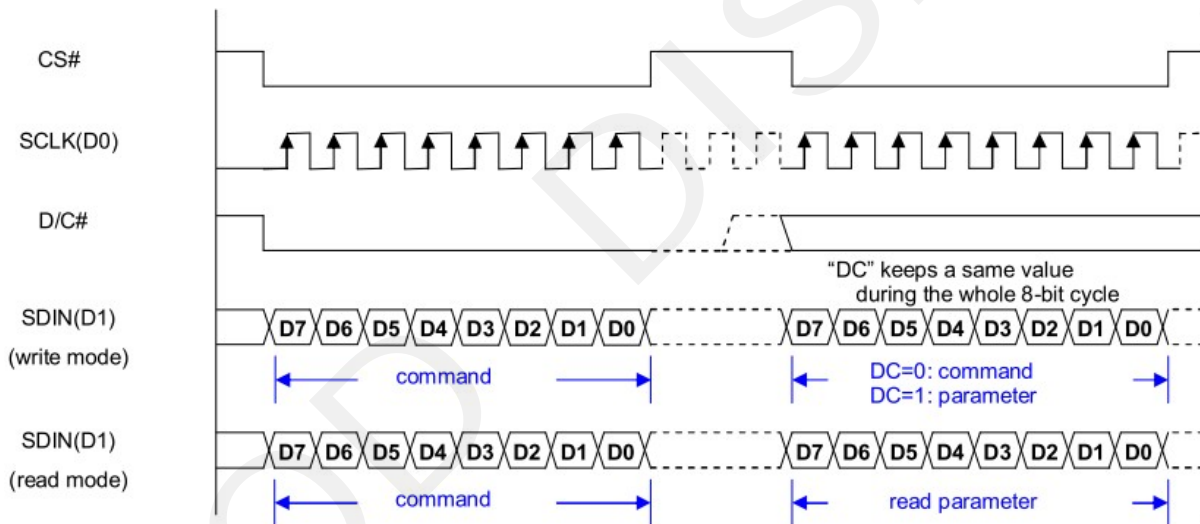 CS#
SCLK(D0)
D/C#
“DC” keeps a same value
during the whole 8-bit cycle
SDIN(D1)
(write mode)
D7 D6 D5 D4 D3 D2 D1 D0
D7 D6 D5 D4 D3 D2 D1 D0
command
DC=0: command
DC=1: parameter
SDIN(D1)
(read mode)
D7 D6 D5 D4 D3 D2 D1 D0
D7 D6 D5 D4 D3 D2 D1 D0
command
read parameter